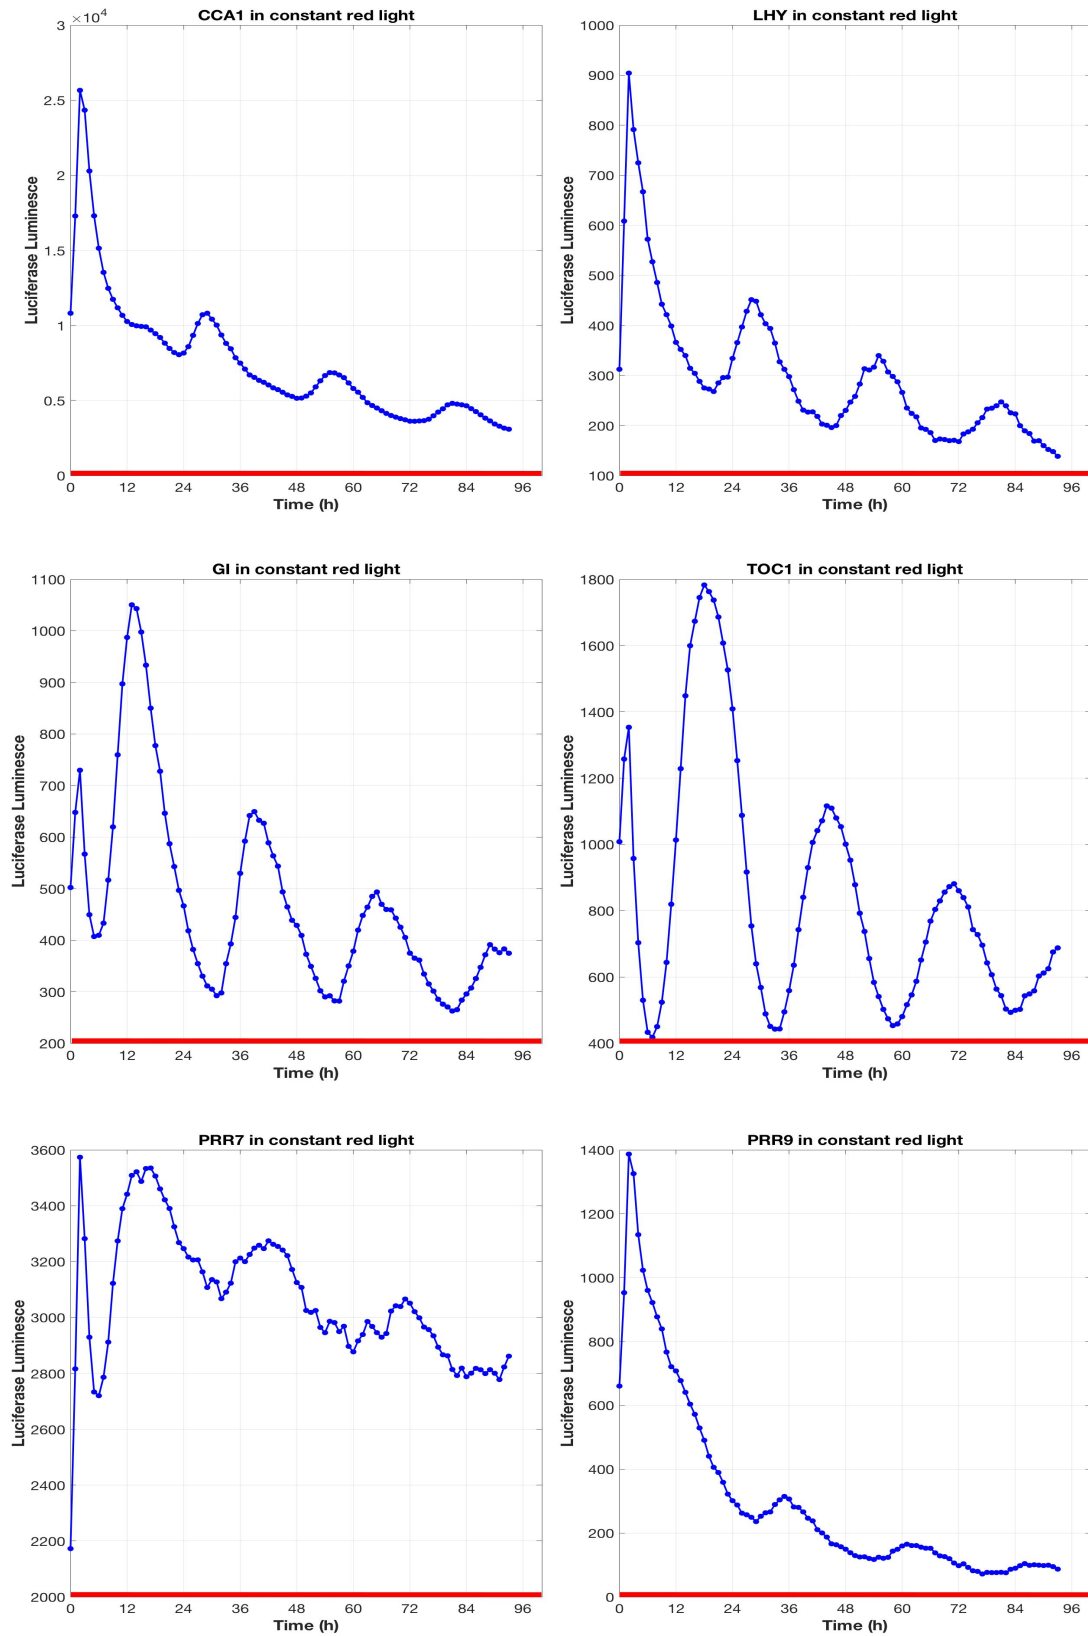 CCA1 in constant red light
×10⁴
3
2.5
2
1.5
1
0.5
0
0 12 24 36 48 60 72 84 96
Time (h)
Luciferase Luminesce
LHY in constant red light
1000
900
800
700
600
500
400
300
200
100
0 12 24 36 48 60 72 84 96
Time (h)
Luciferase Luminesce
GI in constant red light
1100
1000
900
800
700
600
500
400
300
200
0 12 24 36 48 60 72 84 96
Time (h)
Luciferase Luminesce
TOC1 in constant red light
1800
1600
1400
1200
1000
800
600
400
0 12 24 36 48 60 72 84 96
Time (h)
Luciferase Luminesce
PRR7 in constant red light
3600
3400
3200
3000
2800
2600
2400
2200
2000
0 12 24 36 48 60 72 84 96
Time (h)
Luciferase Luminesce
PRR9 in constant red light
1400
1200
1000
800
600
400
200
0
0 12 24 36 48 60 72 84 96
Time (h)
Luciferase Luminesce